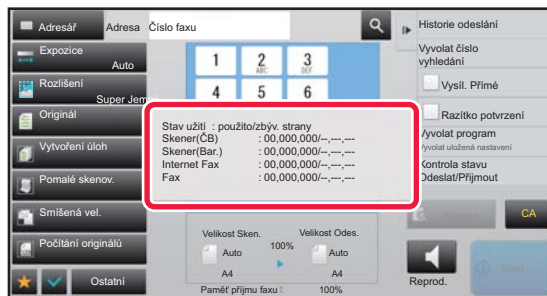 Adresář
Adresa
Číslo faxu
Expozice
Auto
Rozlišení
Super Jem
Originál
Vytvoření úloh
Pomalé skenov.
Smíšená vel.
Počítání originálů
Ostatní
1
2
ABC
3
DEF
4
5
6
Stav užití : použito/zbýv. strany
Skener(ČB) : 00,000,000/--,---,---
Skener(Bar.) : 00,000,000/--,---,---
Internet Fax : 00,000,000/--,---,---
Fax : 00,000,000/--,---,---
Velikost Sken.
Velikost Odes.
100%
Auto
Auto
A4
A4
Paměť příjmu faxu : 100%
Historie odeslání
Vyvolat číslo
vyhledání
Vysíl. Přímé
Razítko potvrzení
Vyvolat program
Vyvolat uložená nastavení
Kontrola stavu
Odeslat/Přijmout
CA
Reprod.
Start